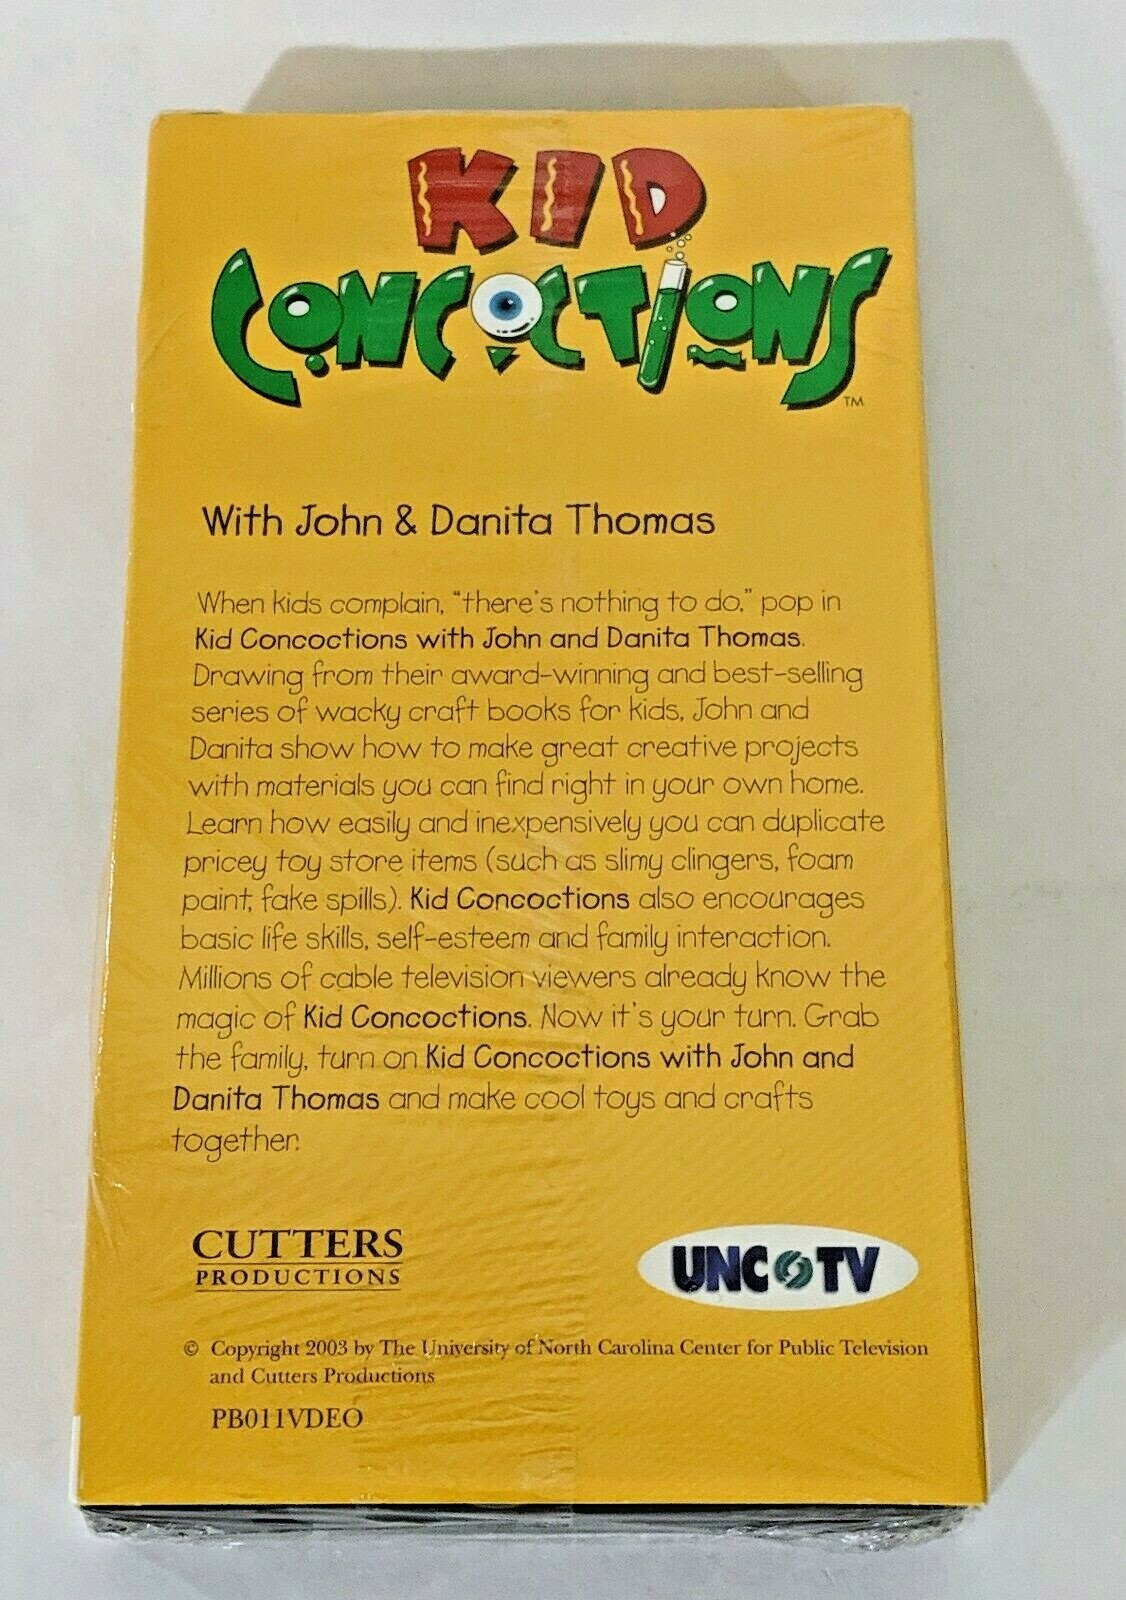 KID
CONCOCTIONS
TM
With John & Danita Thomas
When kids complain, “there's nothing to do,” pop in
Kid Concoctions with John and Danita Thomas.
Drawing from their award-winning and best-selling
series of wacky craft books for kids, John and
Danita show how to make great creative projects
with materials you can find right in your own home.
Learn how easily and inexpensively you can duplicate
pricey toy store items (such as slimy clingers, foam
paint, fake spills). Kid Concoctions also encourages
basic life skills, self-esteem and family interaction.
Millions of cable television viewers already know the
magic of Kid Concoctions. Now it's your turn. Grab
the family, turn on Kid Concoctions with John and
Danita Thomas and make cool toys and crafts
together.
CUTTERS
PRODUCTIONS
UNC TV
© Copyright 2003 by The University of North Carolina Center for Public Television
and Cutters Productions
PB011VDEO